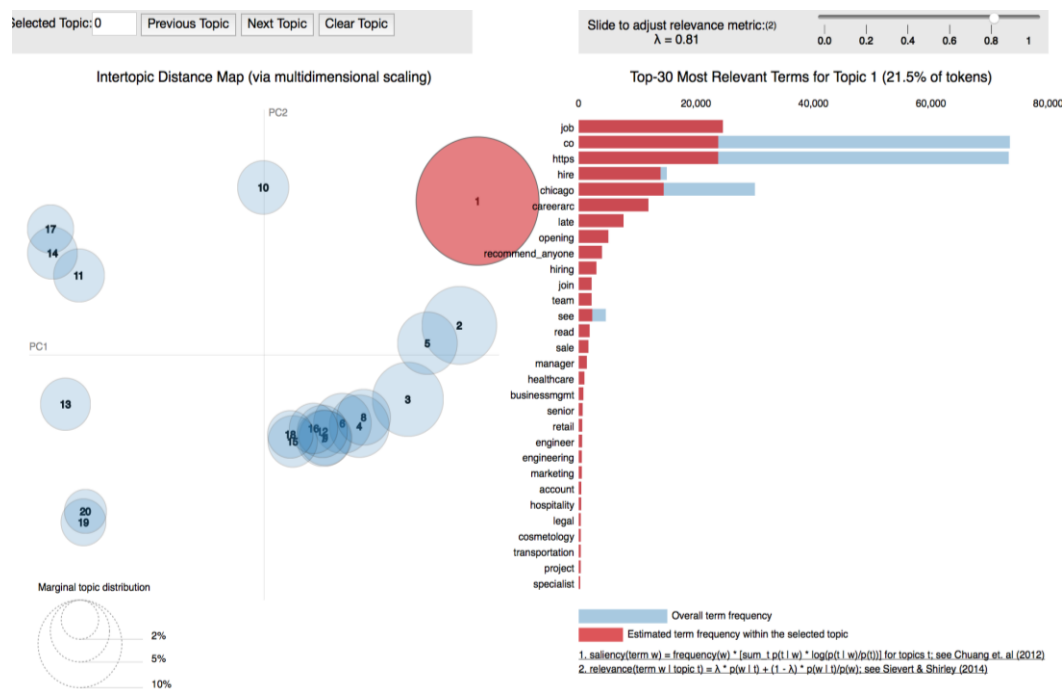 Selected Topic: 0 Previous Topic Next Topic Clear Topic
Slide to adjust relevance metric:(2)
λ = 0.81
0.0 0.2 0.4 0.6 0.8 1
Intertopic Distance Map (via multidimensional scaling)
PC2
PC1
10
1
17
14
11
2
5
3
13
8
4
6
12
16
18
15
20
19
Marginal topic distribution
2%
5%
10%
Top-30 Most Relevant Terms for Topic 1 (21.5% of tokens)
0 20,000 40,000 60,000 80,000
job
co
https
hire
chicago
careerarc
late
opening
recommend_anyone
hiring
join
team
see
read
sale
manager
healthcare
businessmgmt
senior
retail
engineer
engineering
marketing
account
hospitality
legal
cosmetology
transportation
project
specialist
Overall term frequency
Estimated term frequency within the selected topic
1. saliency(term w) = frequency(w) * [sum_t p(t | w) * log(p(t | w)/p(t))] for topics t; see Chuang et. al (2012)
2. relevance(term w | topic t) = λ * p(w | t) + (1 - λ) * p(w | t)/p(w); see Sievert & Shirley (2014)